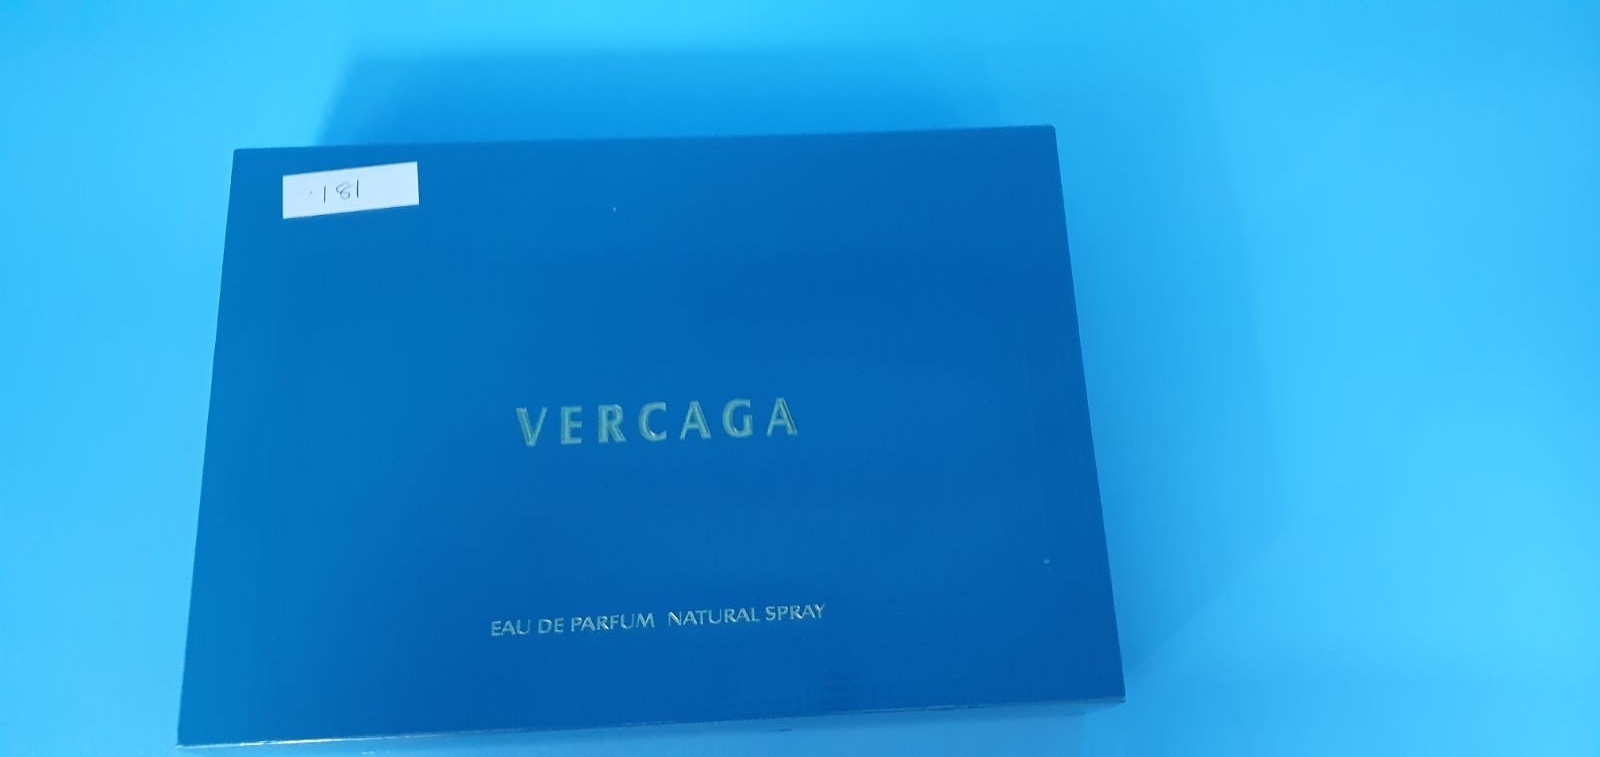 181
VERCAGA
EAU DE PARFUM NATURAL SPRAY